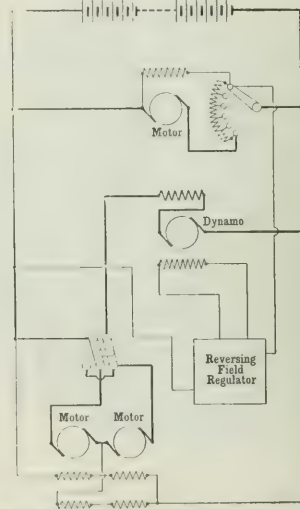 Motor
Dynamo
Reversing
Field
Regulator
Motor Motor